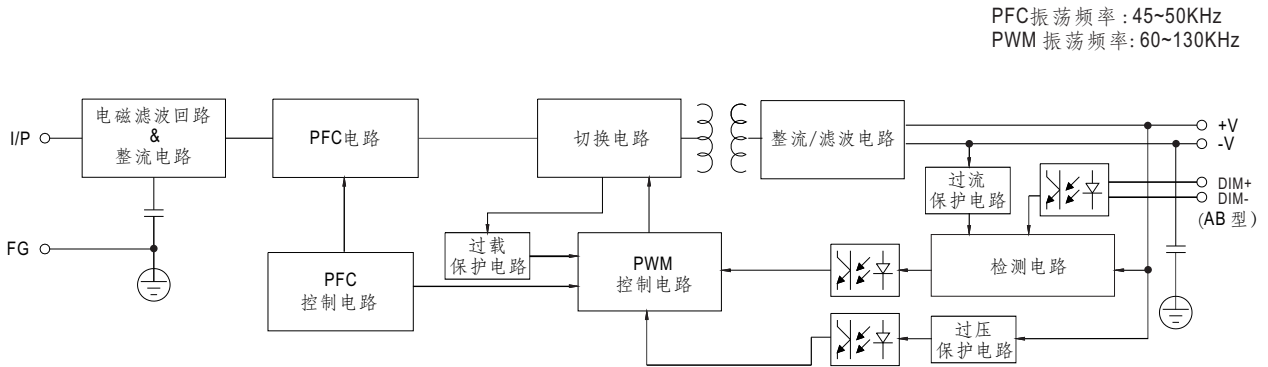 PFC振荡频率：45~50KHz
PWM 振荡频率：60~130KHz
I/P
电磁滤波回路
&
整流电路
PFC电路
切换电路
整流/滤波电路
+V
-V
过流
保护电路
DIM+
DIM-
(AB 型）
FG
过载
保护电路
PFC
控制电路
PWM
控制电路
检测电路
过压
保护电路